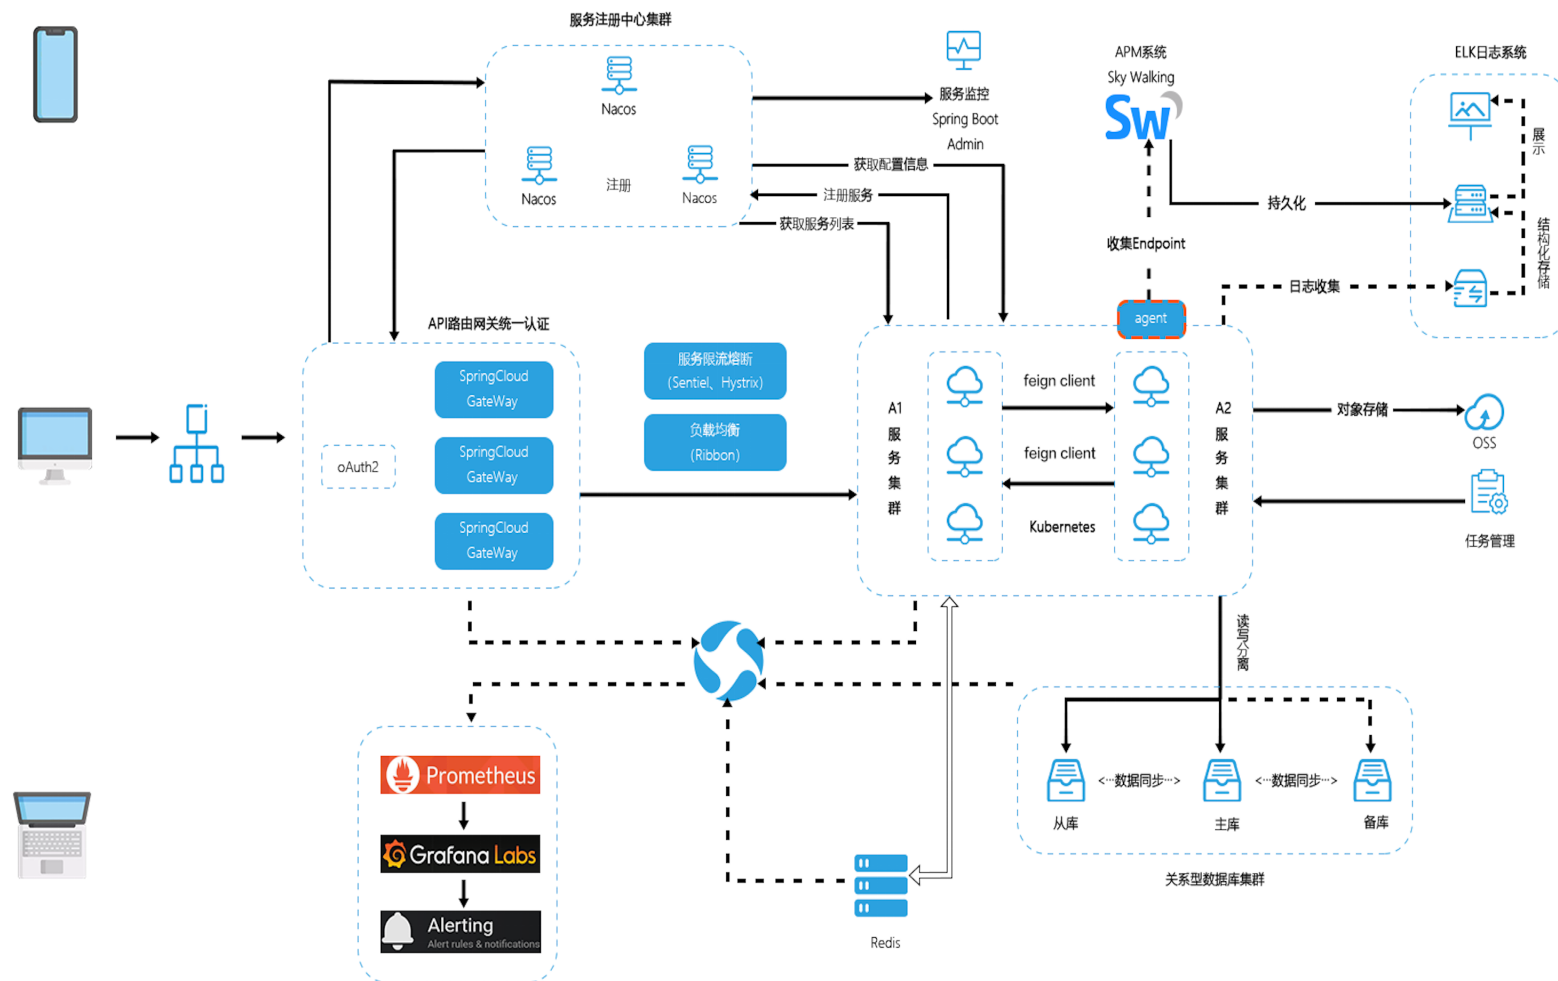 服务注册中心集群
Nacos
Nacos
注册
Nacos
服务监控
Spring Boot
Admin
APM系统
Sky Walking
Sw
ELK日志系统
展示
结构化存储
持久化
收集Endpoint
日志收集
获取配置信息
注册服务
获取服务列表
API路由网关统一认证
SpringCloud
GateWay
oAuth2
SpringCloud
GateWay
SpringCloud
GateWay
服务限流熔断
（Sentiel、Hystrix）
负载均衡
（Ribbon）
agent
A1服务集群
feign client
feign client
Kubernetes
A2服务集群
对象存储
OSS
任务管理
读写分离
Prometheus
Grafana Labs
Alerting
Alert rules & notifications
Redis
从库
<···数据同步···>
主库
<···数据同步···>
备库
关系型数据库集群